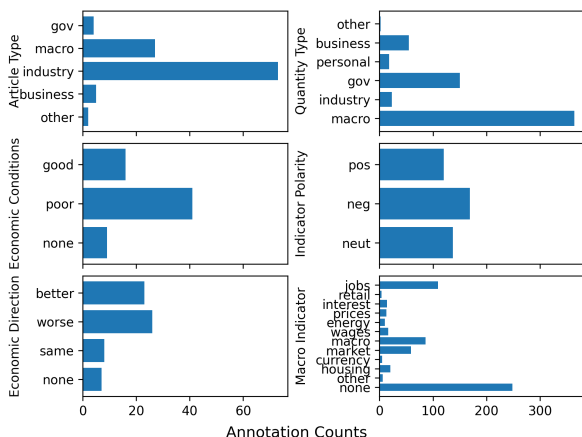 Article Type
gov
macro
industry
business
other
Quantity Type
other
business
personal
gov
industry
macro
Economic Conditions
good
poor
none
Indicator Polarity
pos
neg
neut
Economic Direction
better
worse
same
none
0 20 40 60
Macro Indicator
jobs
retail
interest
prices
energy
wages
macro
market
currency
housing
other
none
0 100 200 300
Annotation Counts